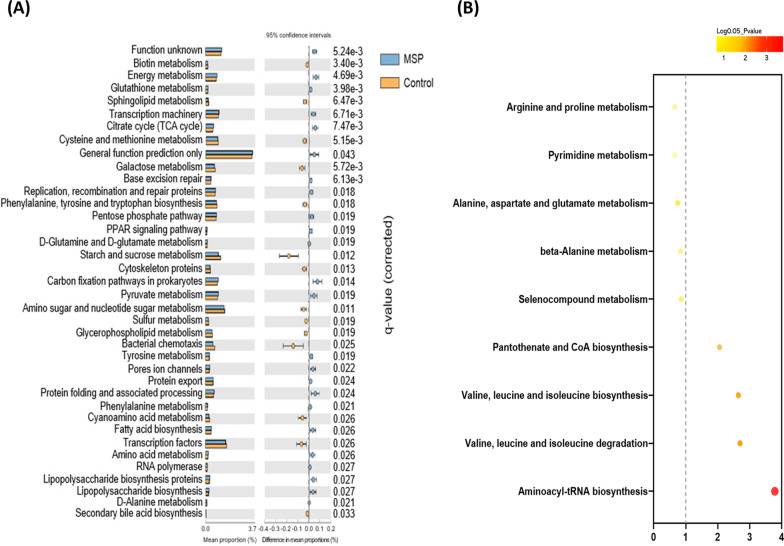 (A)
95% confidence intervals
Function unknown 5.24e-3
Biotin metabolism 3.40e-3
Energy metabolism 4.69e-3
Glutathione metabolism 3.98e-3
Sphingolipid metabolism 6.47e-3
Transcription machinery 6.71e-3
Citrate cycle (TCA cycle) 7.47e-3
Cysteine and methionine metabolism 5.15e-3
General function prediction only 0.043
Galactose metabolism 5.72e-3
Base excision repair 6.13e-3
Replication, recombination and repair proteins 0.018
Phenylalanine, tyrosine and tryptophan biosynthesis 0.018
Pentose phosphate pathway 0.019
PPAR signaling pathway 0.019
D-Glutamine and D-glutamate metabolism 0.019
Starch and sucrose metabolism 0.012
Cytoskeleton proteins 0.013
Carbon fixation pathways in prokaryotes 0.014
Pyruvate metabolism 0.019
Amino sugar and nucleotide sugar metabolism 0.011
Sulfur metabolism 0.019
Glycerophospholipid metabolism 0.019
Bacterial chemotaxis 0.025
Tyrosine metabolism 0.019
Pores ion channels 0.022
Protein export 0.024
Protein folding and associated processing 0.024
Phenylalanine metabolism 0.021
Cyanoamino acid metabolism 0.026
Fatty acid biosynthesis 0.026
Transcription factors 0.026
Amino acid metabolism 0.026
RNA polymerase 0.027
Lipopolysaccharide biosynthesis proteins 0.027
Lipopolysaccharide biosynthesis 0.027
D-Alanine metabolism 0.021
Secondary bile acid biosynthesis 0.033
0.0 3.7 -0.4 -0.3 -0.2 -0.1 0.0 0.1 0.2
Mean proportion (%) Difference in mean proportions (%)
q-value (corrected)
MSP
Control
(B)
Log0.05_Pvalue
1 2 3
Arginine and proline metabolism
Pyrimidine metabolism
Alanine, aspartate and glutamate metabolism
beta-Alanine metabolism
Selenocompound metabolism
Pantothenate and CoA biosynthesis
Valine, leucine and isoleucine biosynthesis
Valine, leucine and isoleucine degradation
Aminoacyl-tRNA biosynthesis
0 1 2 3 4